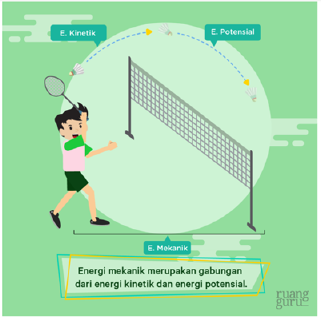 E. Kinetik
E. Potensial
E. Mekanik
Energi mekanik merupakan gabungan
dari energi kinetik dan energi potensial.
ruang
guru